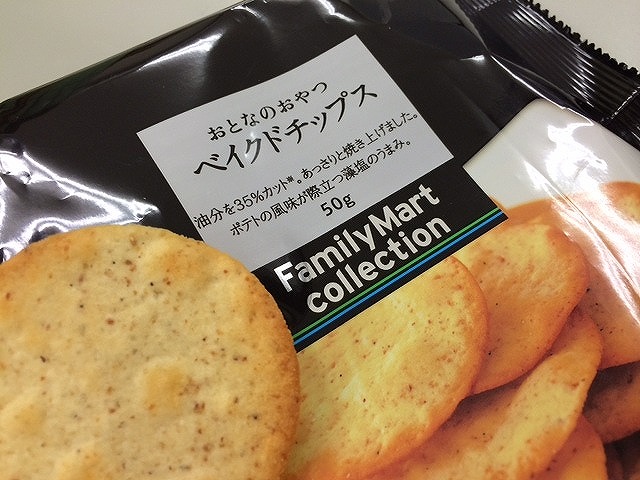 おとなのおやつ
ベイクドチップス
油分を35%カット※。あっさりと焼き上げました。
ポテトの風味が際立つ藻塩のうまみ。
50g
FamilyMart
collection